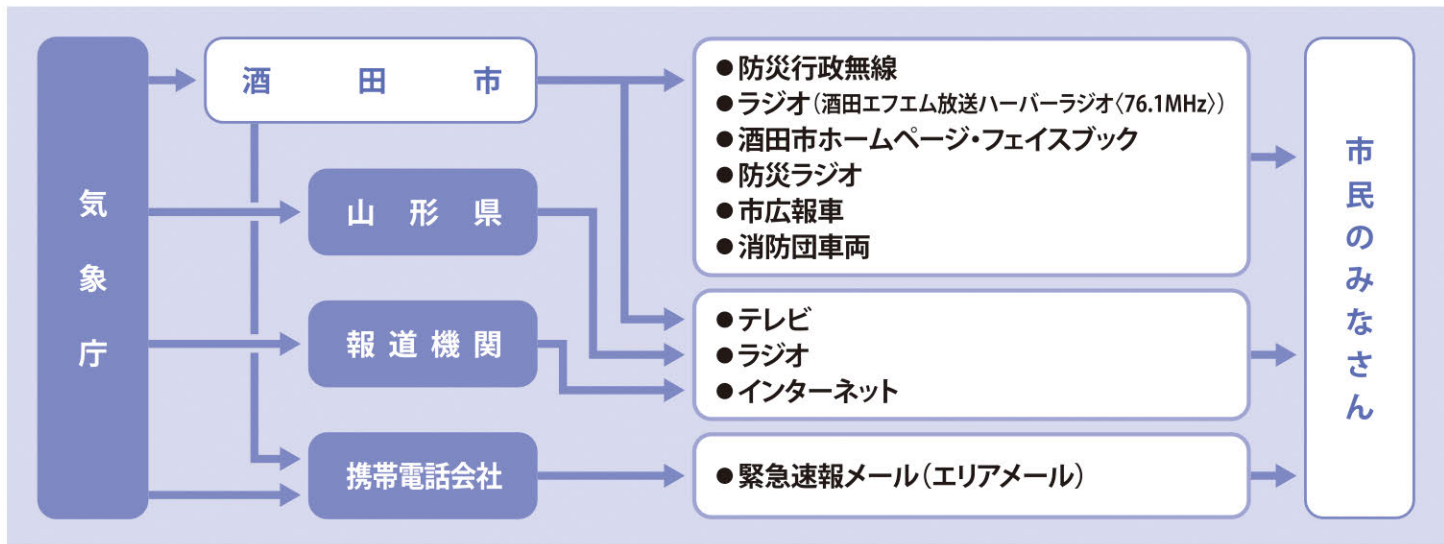 気象庁
酒田市
山形県
報道機関
携帯電話会社
●防災行政無線
●ラジオ(酒田エフエム放送ハーバーラジオ〈76.1MHz〉)
●酒田市ホームページ・フェイスブック
●防災ラジオ
●市広報車
●消防団車両
●テレビ
●ラジオ
●インターネット
●緊急速報メール(エリアメール)
市民のみなさん